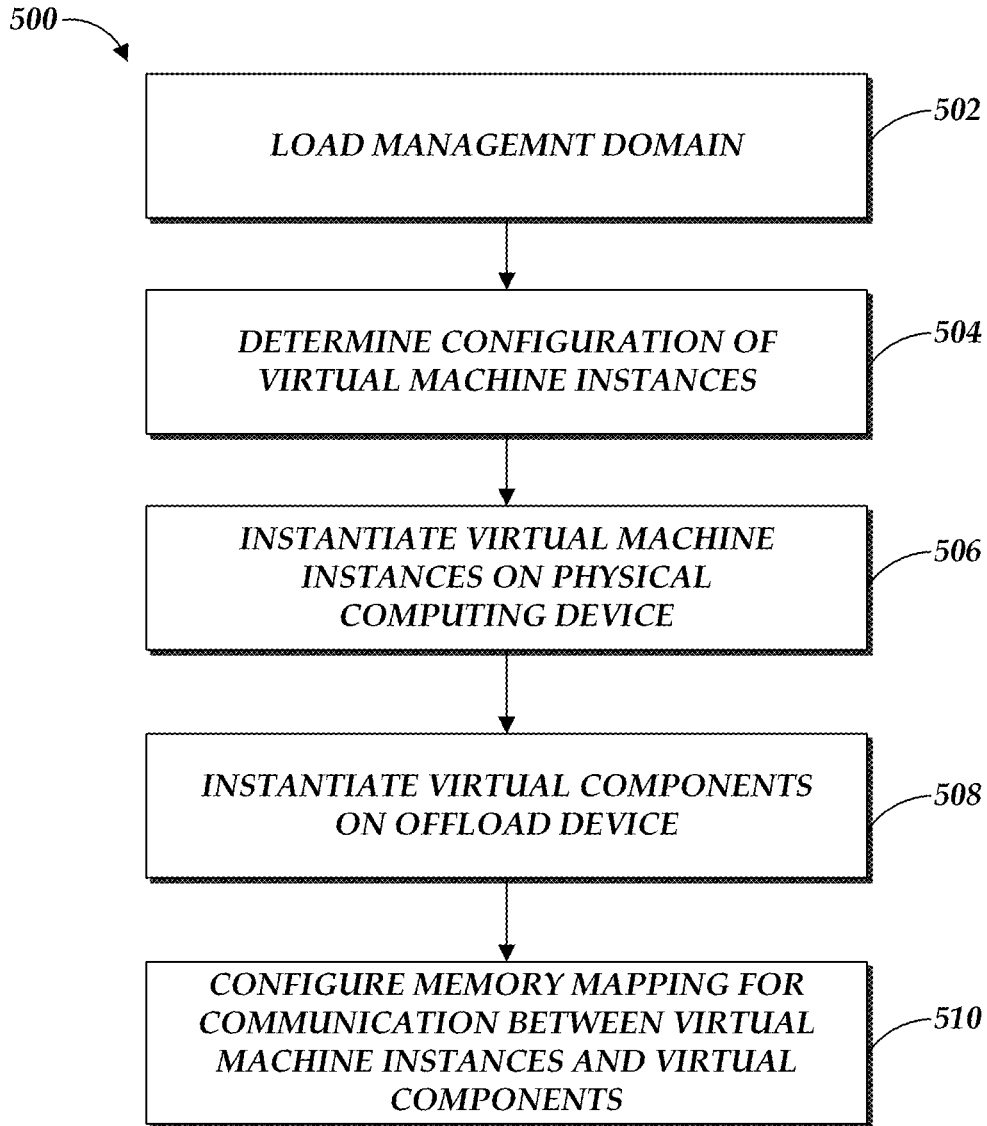 500
LOAD MANAGEMNT DOMAIN
502
DETERMINE CONFIGURATION OF
VIRTUAL MACHINE INSTANCES
504
INSTANTIATE VIRTUAL MACHINE
INSTANCES ON PHYSICAL
COMPUTING DEVICE
506
INSTANTIATE VIRTUAL COMPONENTS
ON OFFLOAD DEVICE
508
CONFIGURE MEMORY MAPPING FOR
COMMUNICATION BETWEEN VIRTUAL
MACHINE INSTANCES AND VIRTUAL
COMPONENTS
510